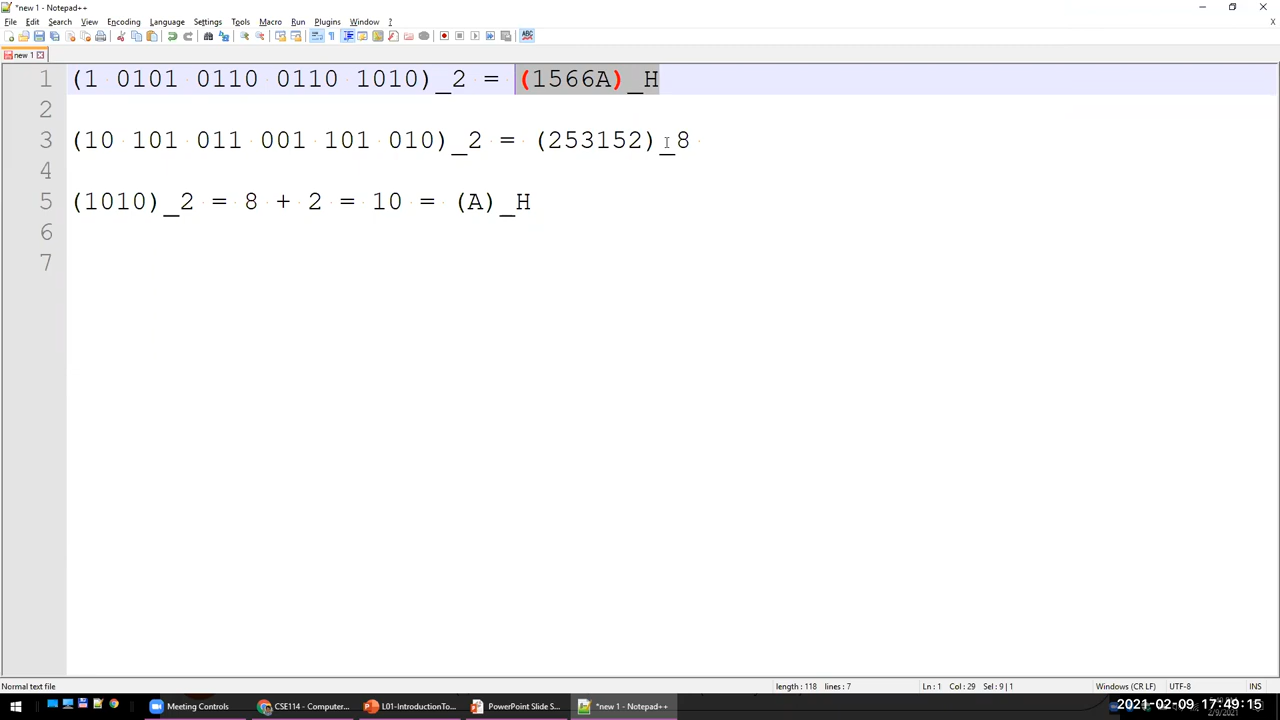 *new 1 - Notepad++
File Edit Search View Encoding Language Settings Tools Macro Run Plugins Window ?
new 1
1 (1 0101 0110 0110 1010)_2 = (1566A)_H
2
3 (10 101 011 001 101 010)_2 = (253152)_8
4
5 (1010)_2 = 8 + 2 = 10 = (A)_H
6
7
Normal text file length : 118 lines : 7 Ln : 1 Col : 29 Sel : 9 | 1 Windows (CR LF) UTF-8 INS
Meeting Controls CSE114 - Computer... L01-IntroductionTo... PowerPoint Slide S... *new 1 - Notepad++ 2021-02-09 17:49:15
2/9/2021